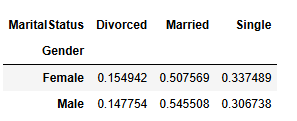 MaritalStatus Divorced Married Single
Gender
Female 0.154942 0.507569 0.337489
Male 0.147754 0.545508 0.306738